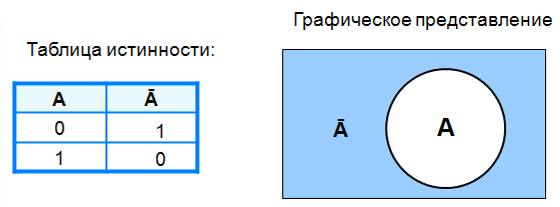 Графическое представление
Таблица истинности:
A Ā
0 1
1 0
Ā A